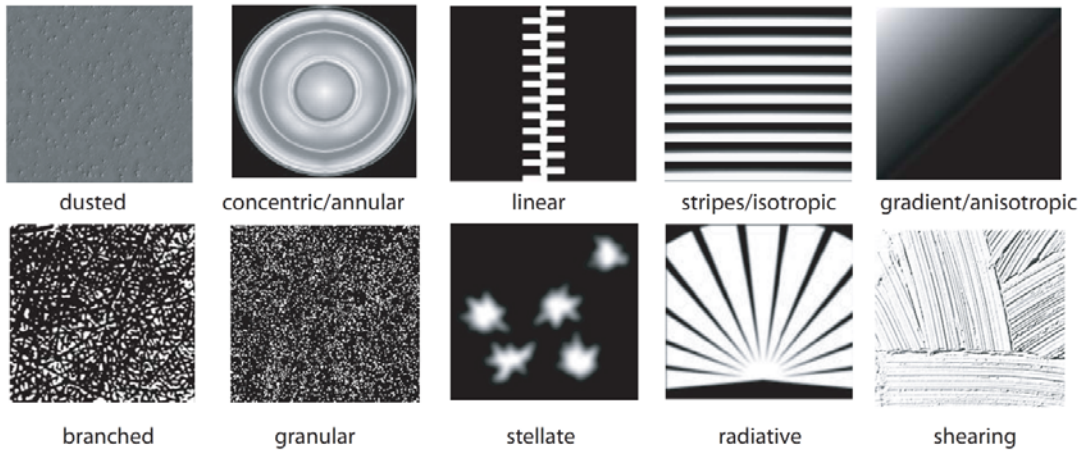 dusted
concentric/annular
linear
stripes/isotropic
gradient/anisotropic
branched
granular
stellate
radiative
shearing